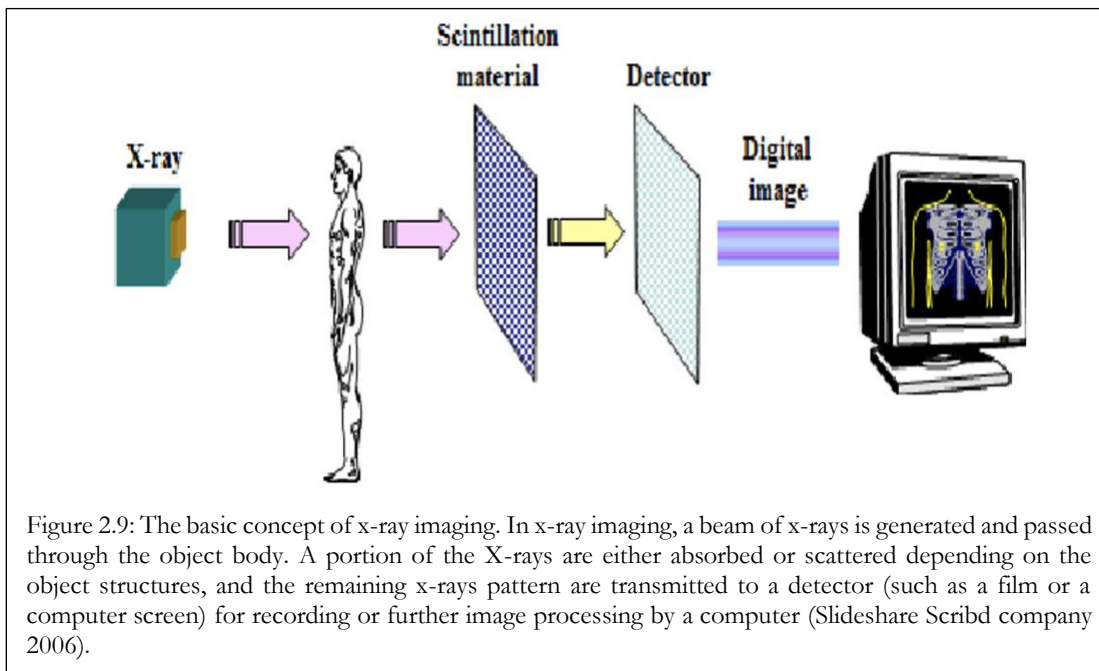 Scintillation
material
Detector
X-ray
Digital
image
Figure 2.9: The basic concept of x-ray imaging. In x-ray imaging, a beam of x-rays is generated and passed
through the object body. A portion of the X-rays are either absorbed or scattered depending on the
object structures, and the remaining x-rays pattern are transmitted to a detector (such as a film or a
computer screen) for recording or further image processing by a computer (Slideshare Scribd company
2006).